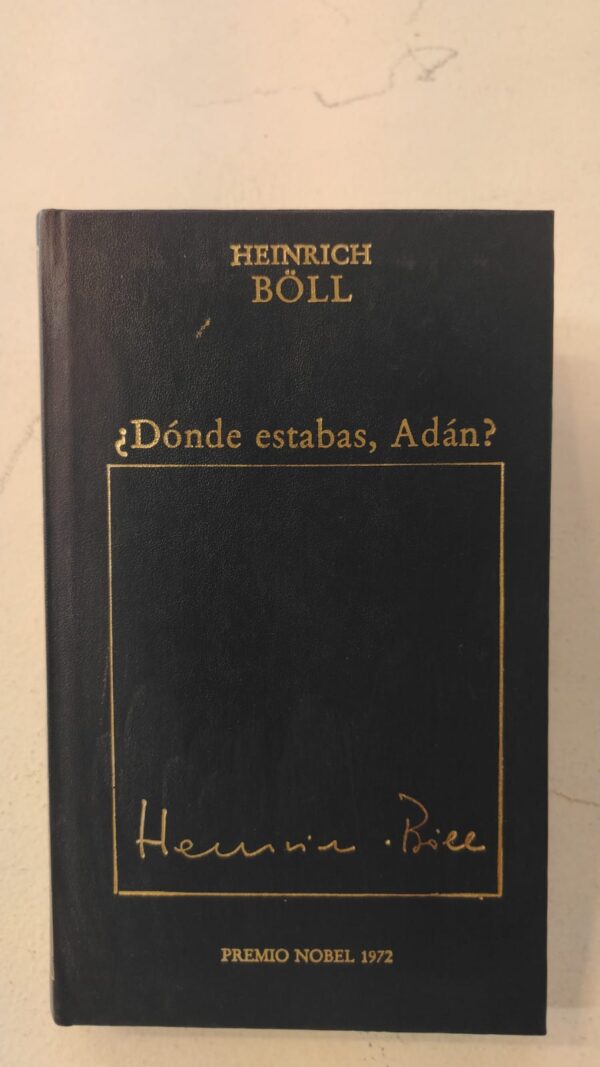 HEINRICH
BÖLL
¿Dónde estabas, Adán?
Heinrich Böll
PREMIO NOBEL 1972